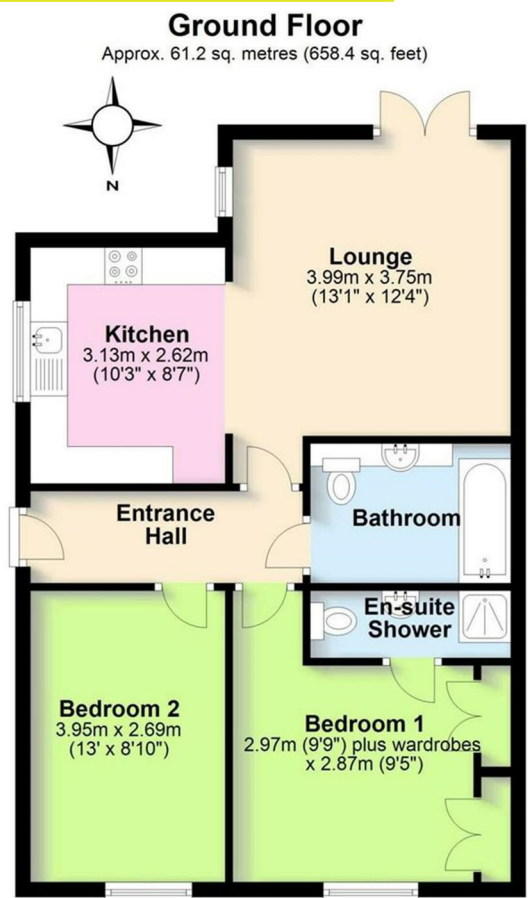 Ground Floor
Approx. 61.2 sq. metres (658.4 sq. feet)
N
Lounge
3.99m x 3.75m
(13'1" x 12'4")
Kitchen
3.13m x 2.62m
(10'3" x 8'7")
Entrance
Hall
Bathroom
En-suite
Shower
Bedroom 2
3.95m x 2.69m
(13' x 8'10")
Bedroom 1
2.97m (9'9") plus wardrobes
x 2.87m (9'5")